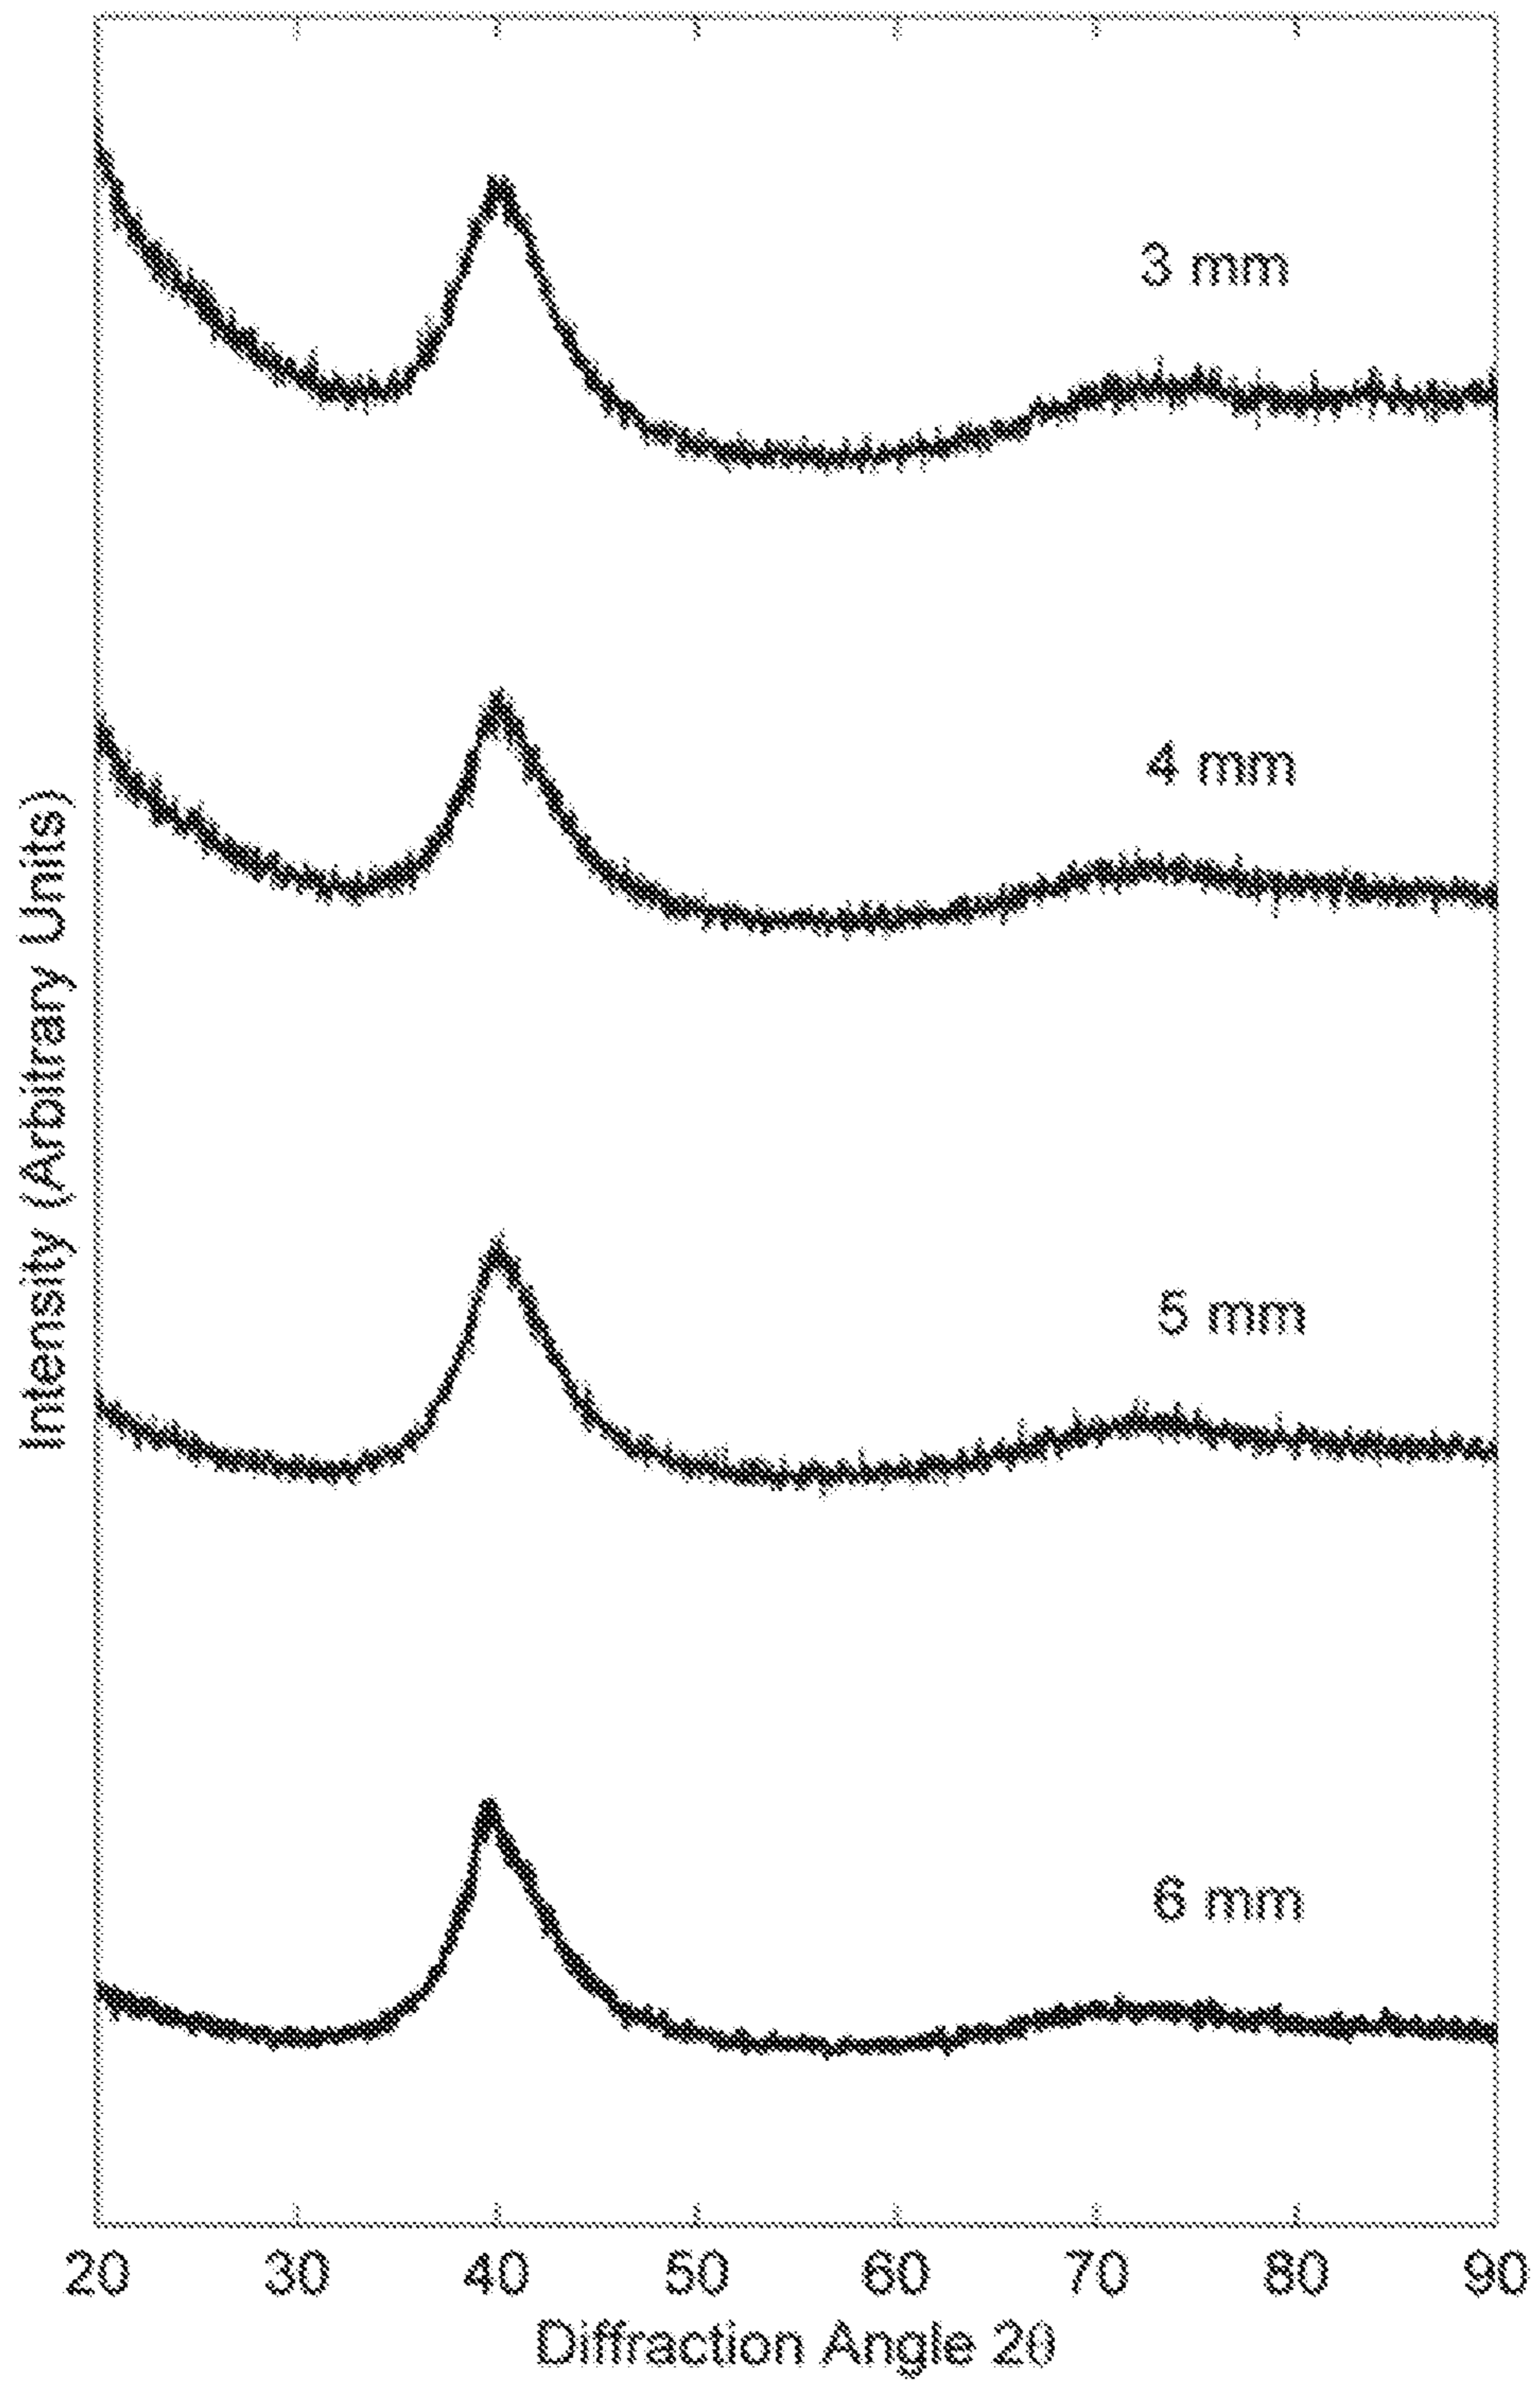 3 mm
4 mm
5 mm
6 mm
Intensity (Arbitrary Units)
20 30 40 50 60 70 80 90
Diffraction Angle 2θ